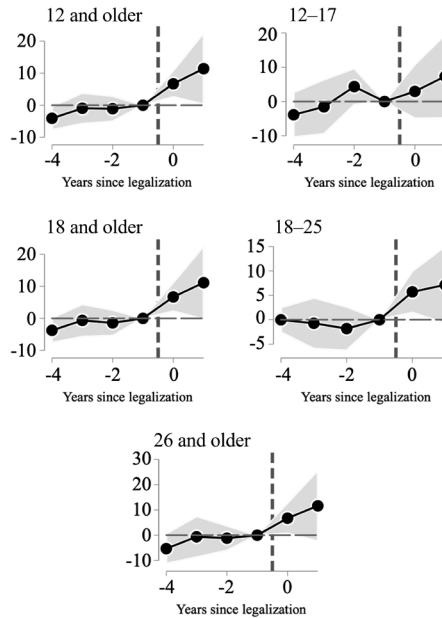 12 and older
20
10
0
-10
-4 -2 0
Years since legalization
12–17
20
10
0
-10
-4 -2 0
Years since legalization
18 and older
20
10
0
-10
-4 -2 0
Years since legalization
18–25
15
10
5
0
-5
-4 -2 0
Years since legalization
26 and older
30
20
10
0
-10
-4 -2 0
Years since legalization